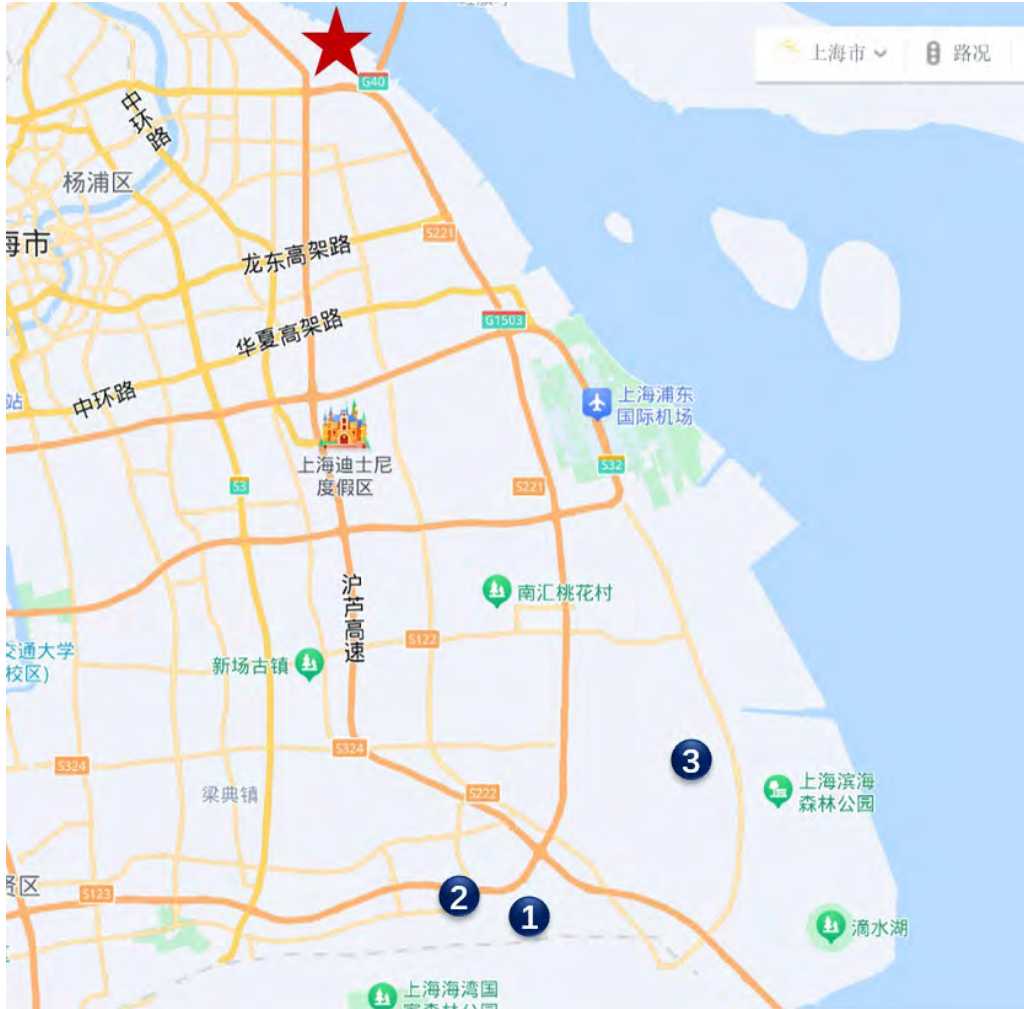 上海市
路况
G40
中环路
杨浦区
海市
S221
龙东高架路
G1503
华夏高架路
中环路
站
上海浦东
国际机场
上海迪士尼
度假区
S32
S3
S221
沪芦高速
南汇桃花村
S122
交通大学
校区)
新场古镇
S324
S324
3
上海滨海
森林公园
梁典镇
S222
贤区
S123
2
1
滴水湖
上海海湾国